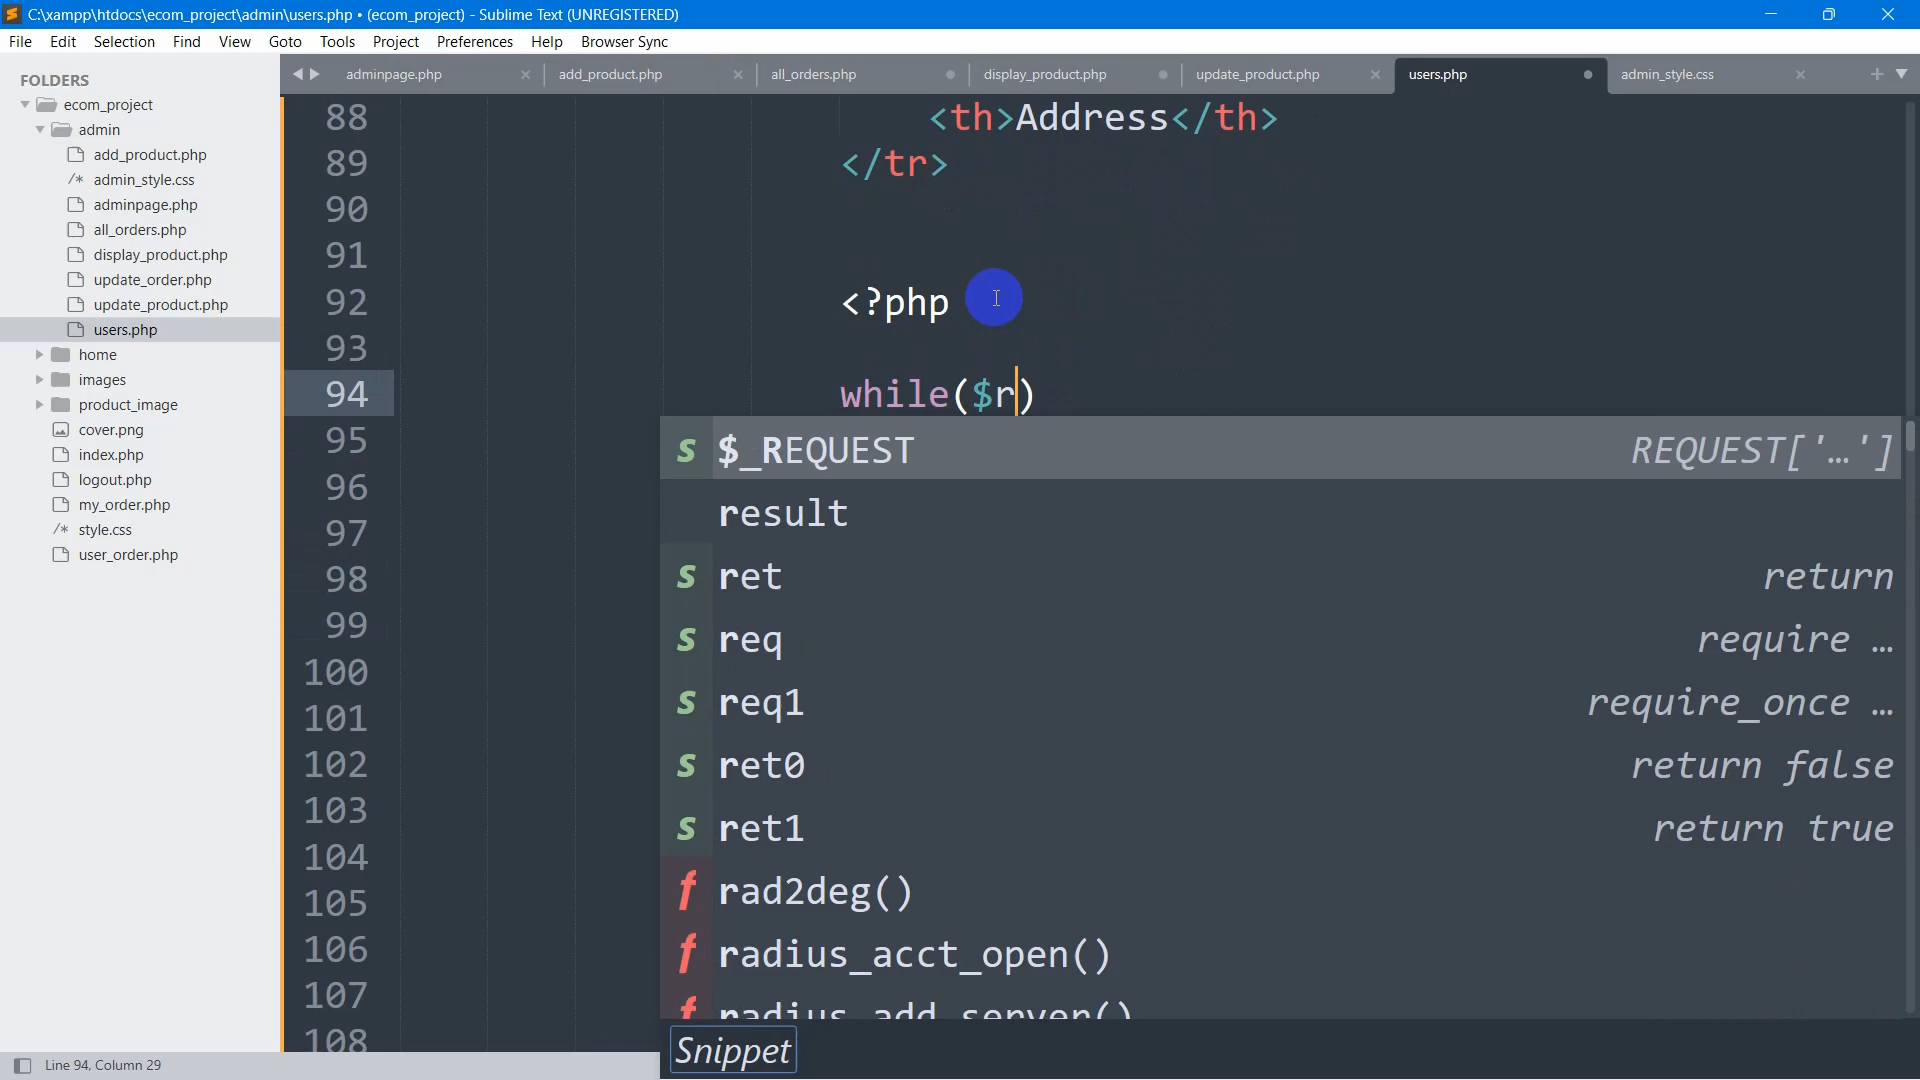 C:\xampp\htdocs\ecom_project\admin\users.php • (ecom_project) - Sublime Text (UNREGISTERED)
File Edit Selection Find View Goto Tools Project Preferences Help Browser Sync
FOLDERS
ecom_project
admin
add_product.php
/* admin_style.css
adminpage.php
all_orders.php
display_product.php
update_order.php
update_product.php
users.php
home
images
product_image
cover.png
index.php
logout.php
my_order.php
/* style.css
user_order.php
adminpage.php add_product.php all_orders.php display_product.php update_product.php users.php admin_style.css
88 <th>Address</th>
89 </tr>
90
91
92 <?php
93
94 while($r)
95
96
97
98
99
100
101
102
103
104
105
106
107
108
s $_REQUEST REQUEST['…']
result
s ret return
s req require …
s req1 require_once …
s ret0 return false
s ret1 return true
f rad2deg()
f radius_acct_open()
f radius_add_server()
Snippet
Line 94, Column 29